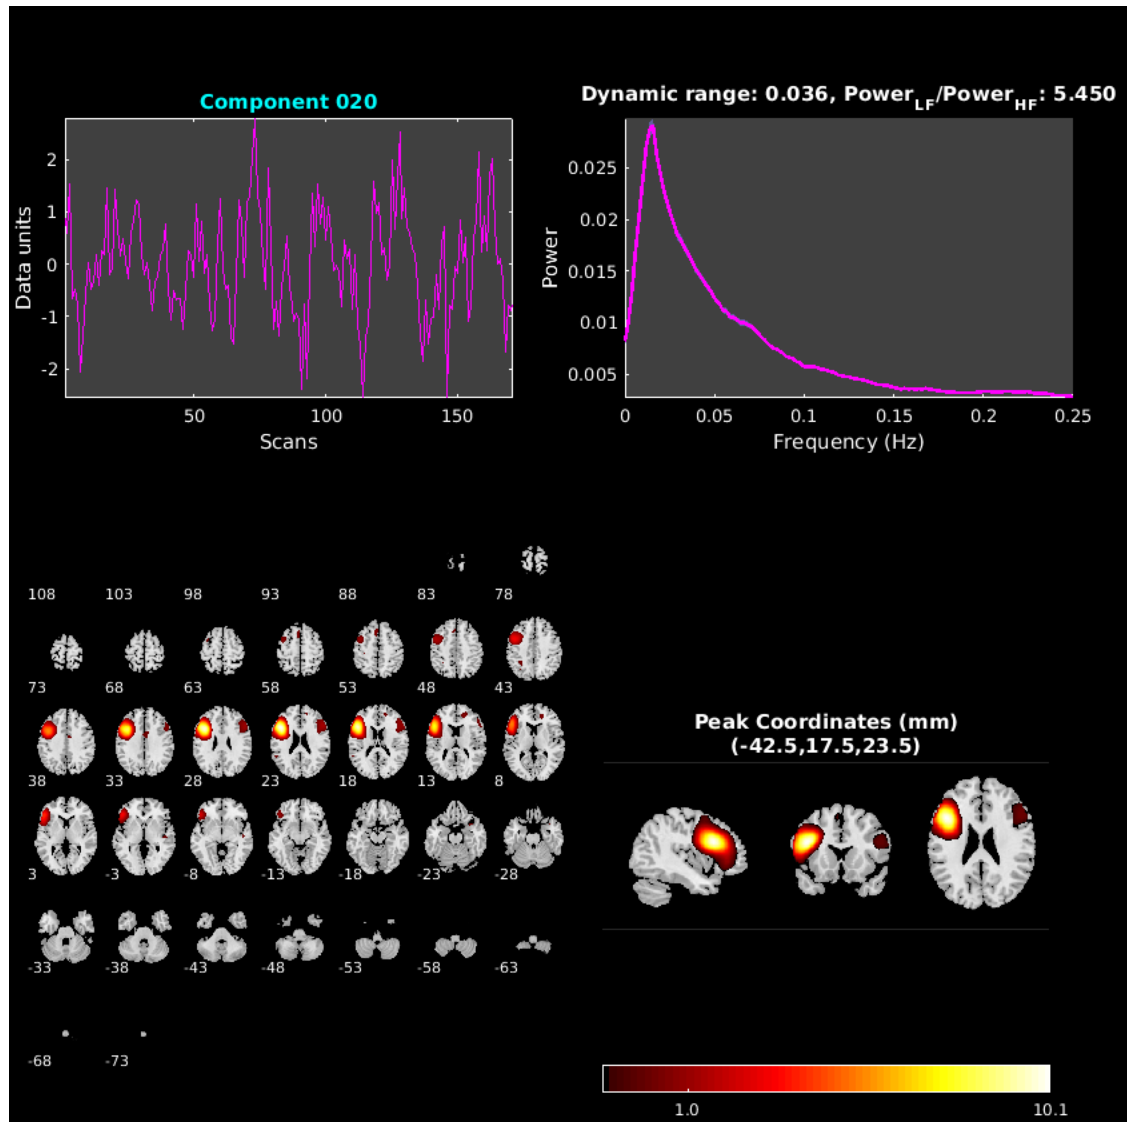 Component 020
Data units
2
1
0
-1
-2
50 100 150
Scans
Dynamic range: 0.036, Power_LF/Power_HF: 5.450
Power
0.025
0.02
0.015
0.01
0.005
0 0.05 0.1 0.15 0.2 0.25
Frequency (Hz)
108 103 98 93 88 83 78
73 68 63 58 53 48 43
38 33 28 23 18 13 8
3 -3 -8 -13 -18 -23 -28
-33 -38 -43 -48 -53 -58 -63
-68 -73
Peak Coordinates (mm)
(-42.5,17.5,23.5)
1.0 10.1